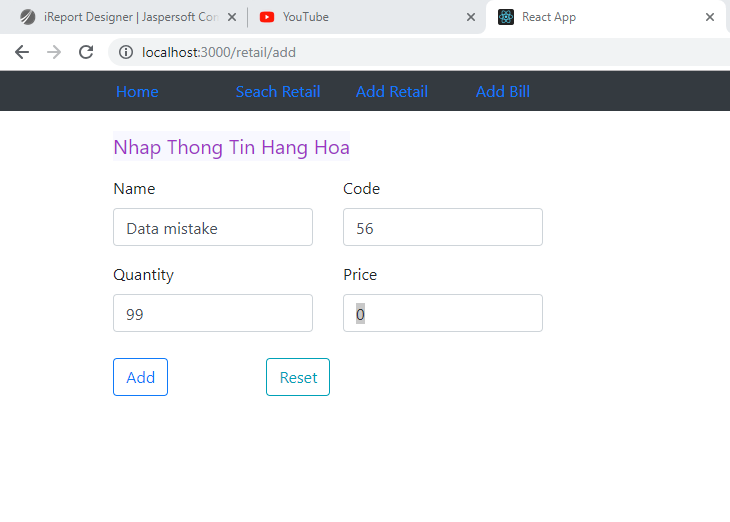 iReport Designer | Jaspersoft Con
YouTube
React App
localhost:3000/retail/add
Home Seach Retail Add Retail Add Bill
Nhap Thong Tin Hang Hoa
Name Code
Data mistake 56
Quantity Price
99 0
Add Reset